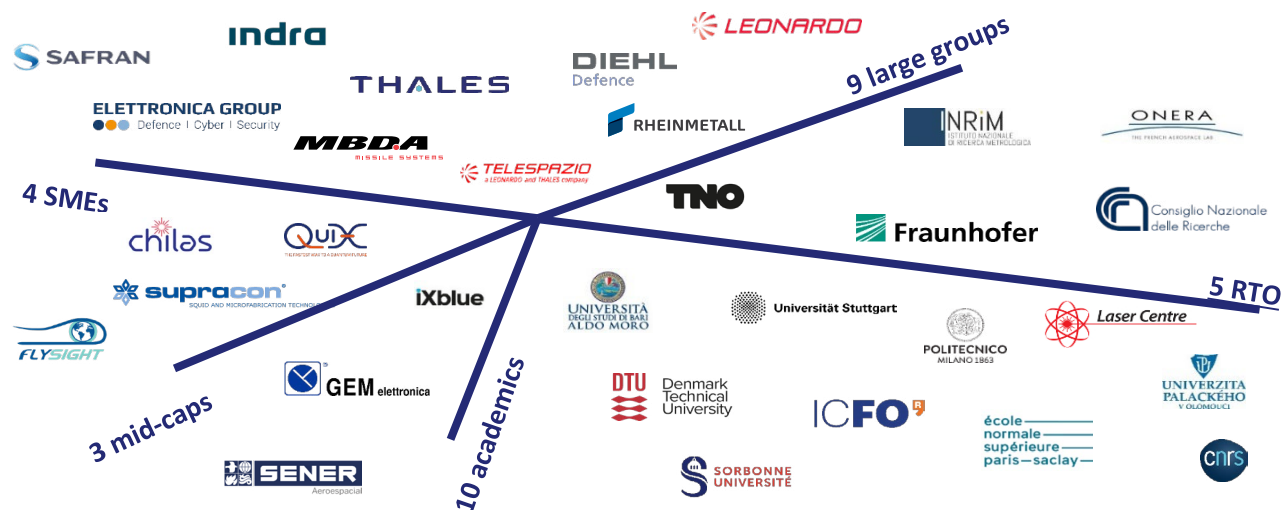 indra
LEONARDO
SAFRAN
DIEHL
Defence
THALES
9 large groups
ELETTRONICA GROUP
Defence | Cyber | Security
RHEINMETALL
MBDA
MISSILE SYSTEMS
TELESPAZIO
a LEONARDO and THALES company
INRiM
ISTITUTO NAZIONALE
DI RICERCA METROLOGICA
ONERA
THE FRENCH AEROSPACE LAB
TNO
Fraunhofer
Consiglio Nazionale
delle Ricerche
5 RTO
4 SMEs
chilas
QuiX
supracon
SQUID AND MICROFABRICATION TECHNOLO
FLYSIGHT
iXblue
GEM elettronica
3 mid-caps
SENER
Aeroespacial
10 academics
UNIVERSITÀ
DEGLI STUDI DI BARI
ALDO MORO
Universität Stuttgart
POLITECNICO
MILANO 1863
Laser Centre
DTU
Denmark
Technical
University
ICFO
R
UP
UNIVERZITA
PALACKÉHO
V OLOMOUCI
école
normale
supérieure
paris-saclay
SORBONNE
UNIVERSITÉ
cnrs